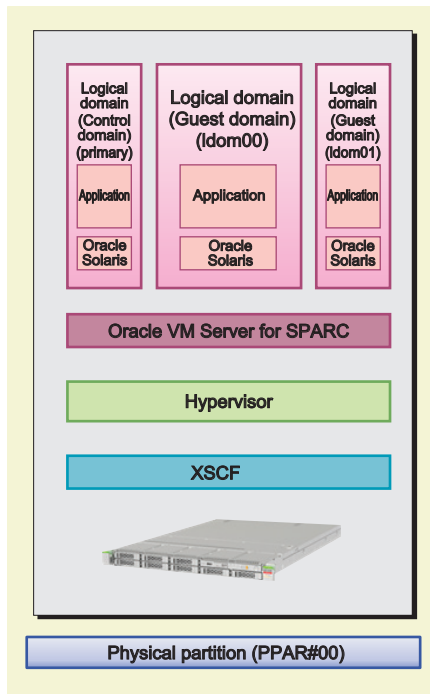 Logical
domain
(Control
domain)
(primary)
Application
Oracle
Solaris
Logical domain
(Guest domain)
(ldom00)
Application
Oracle
Solaris
Logical
domain
(Guest
domain)
(ldom01)
Application
Oracle
Solaris
Oracle VM Server for SPARC
Hypervisor
XSCF
Physical partition (PPAR#00)